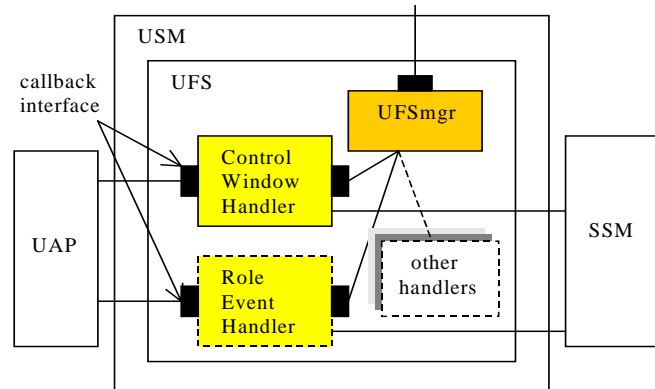 USM
callback
interface
UFS
UFSmgr
Control
Window
Handler
UAP
SSM
other
handlers
Role
Event
Handler